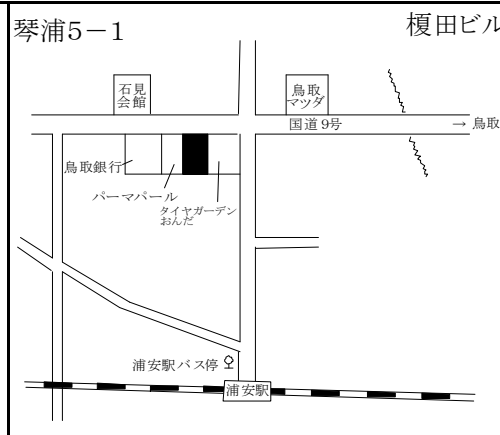 琴浦5－1
榎田ビル
石見
会館
鳥取
マツダ
国道9号
→ 鳥取
鳥取銀行
パーマパール
タイヤガーデン
おんだ
浦安駅バス停
浦安駅